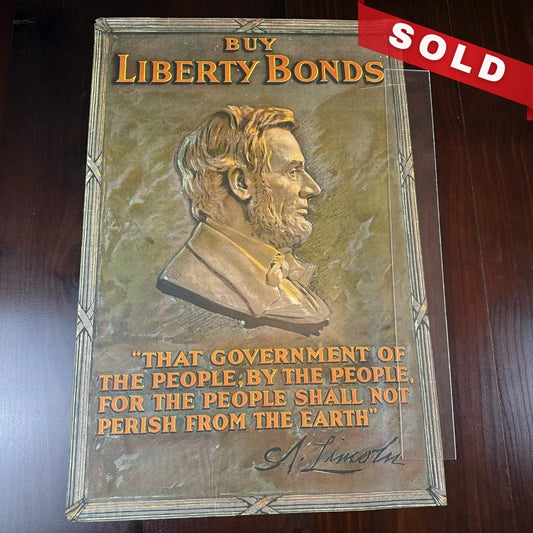 SOLD
BUY
LIBERTY BONDS
"THAT GOVERNMENT OF
THE PEOPLE, BY THE PEOPLE,
FOR THE PEOPLE SHALL NOT
PERISH FROM THE EARTH"
A. Lincoln